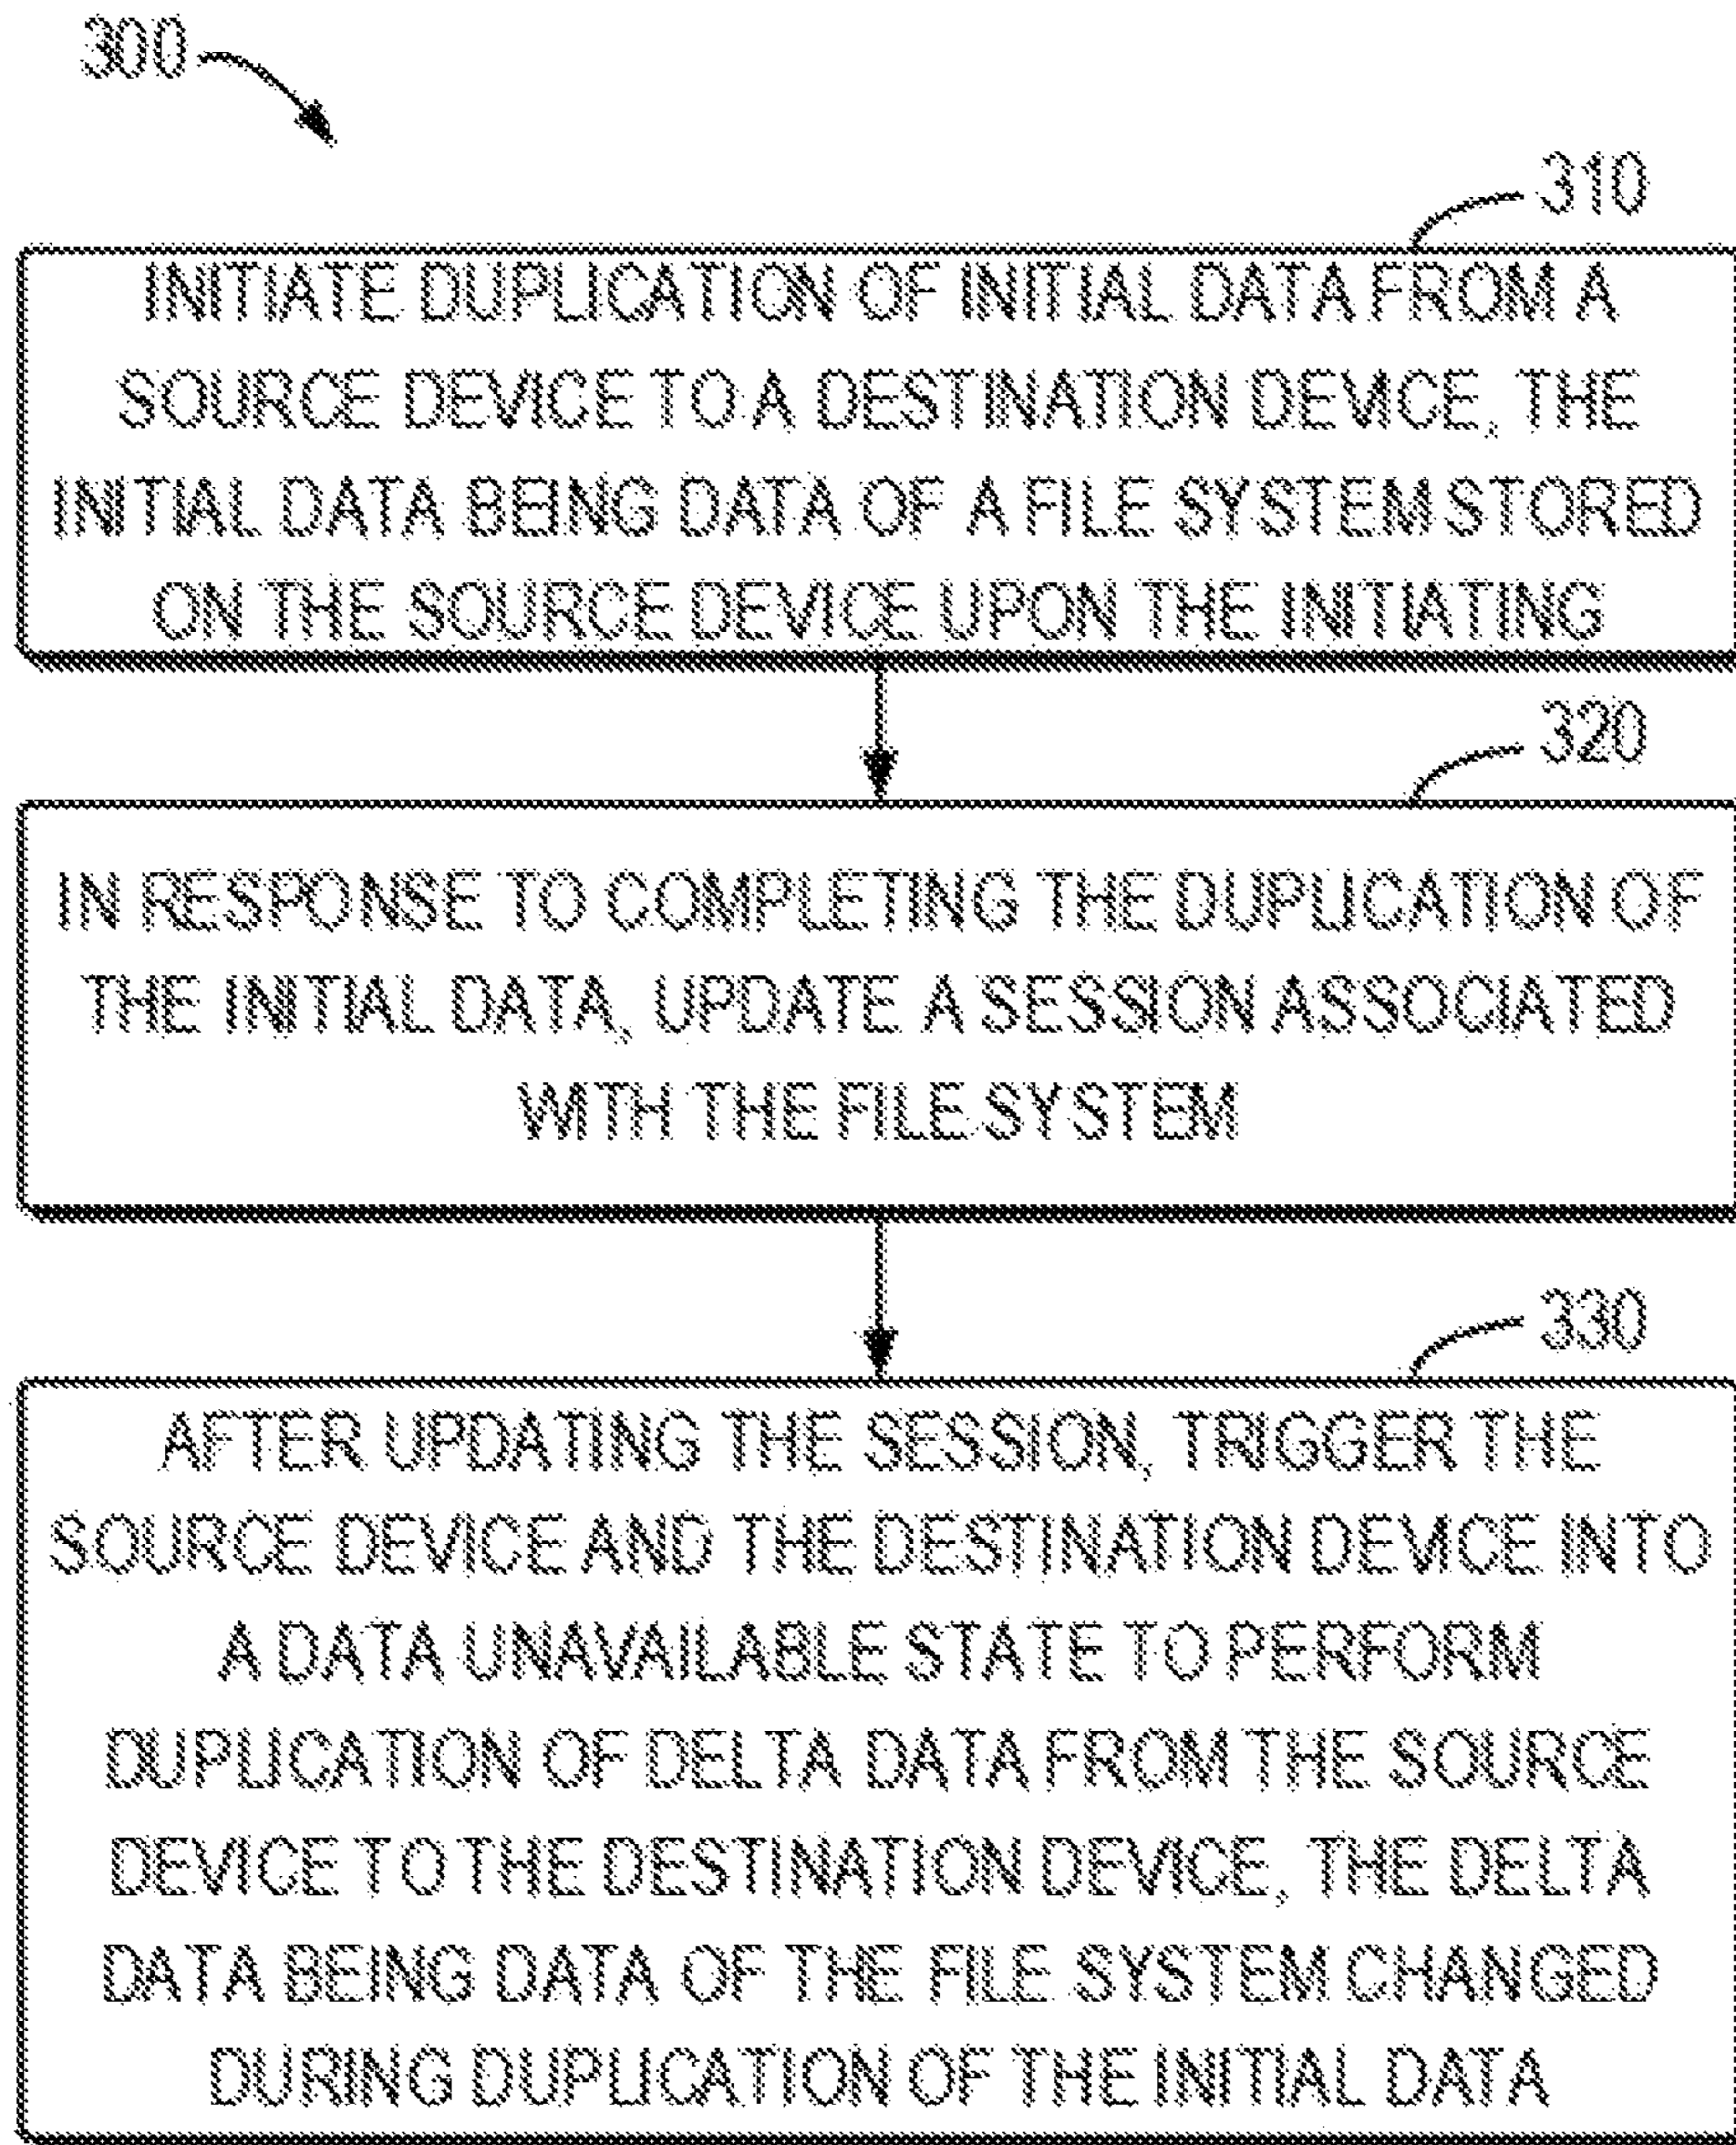 300
310
INITIATE DUPLICATION OF INITIAL DATA FROM A
SOURCE DEVICE TO A DESTINATION DEVICE, THE
INITIAL DATA BEING DATA OF A FILE SYSTEM STORED
ON THE SOURCE DEVICE UPON THE INITIATING
320
IN RESPONSE TO COMPLETING THE DUPLICATION OF
THE INITIAL DATA, UPDATE A SESSION ASSOCIATED
WITH THE FILE SYSTEM
330
AFTER UPDATING THE SESSION, TRIGGER THE
SOURCE DEVICE AND THE DESTINATION DEVICE INTO
A DATA UNAVAILABLE STATE TO PERFORM
DUPLICATION OF DELTA DATA FROM THE SOURCE
DEVICE TO THE DESTINATION DEVICE, THE DELTA
DATA BEING DATA OF THE FILE SYSTEM CHANGED
DURING DUPLICATION OF THE INITIAL DATA